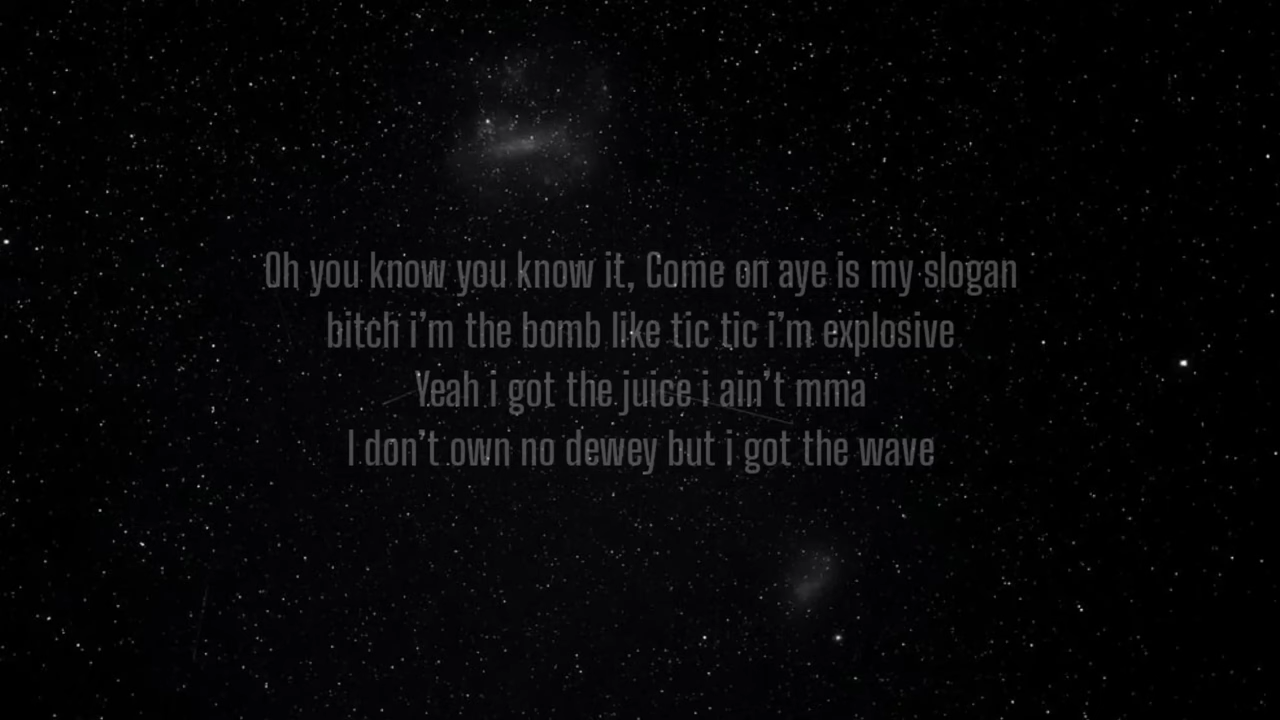 Oh you know you know it, Come on aye is my slogan
bitch i'm the bomb like tic tic i'm explosive
Yeah i got the juice i ain't mma
I don't own no dewey but i got the wave